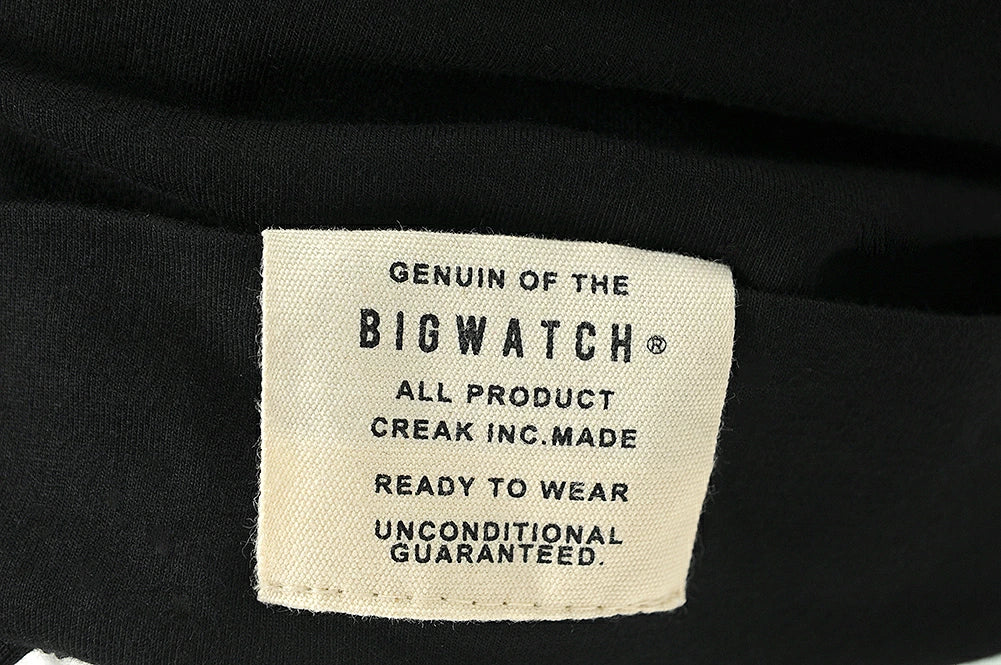 GENUIN OF THE
BIGWATCH®
ALL PRODUCT
CREAK INC.MADE
READY TO WEAR
UNCONDITIONAL
GUARANTEED.